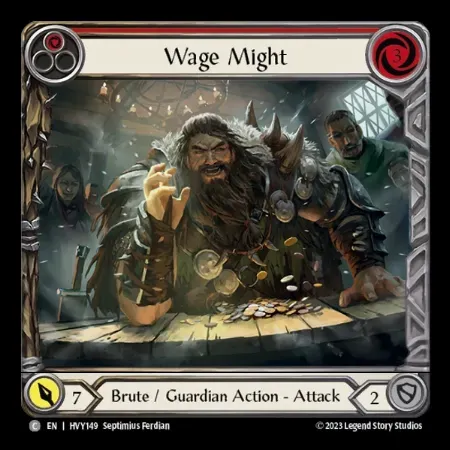 Wage Might
3
7
Brute / Guardian Action - Attack
2
C EN | HVY149 Septimius Ferdian
©2023 Legend Story Studios